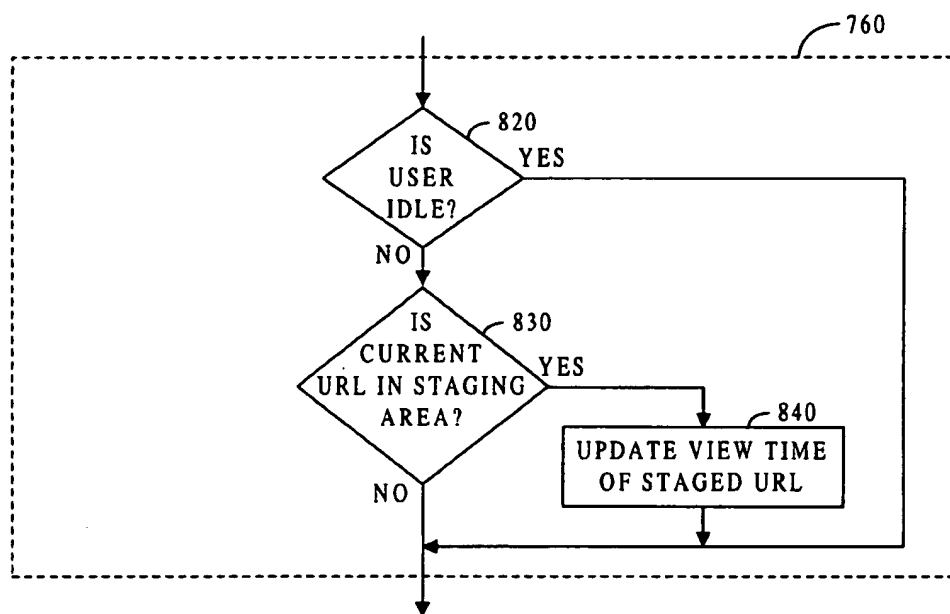 760
820
IS
USER
IDLE?
YES
NO
830
IS
CURRENT
URL IN STAGING
AREA?
YES
840
UPDATE VIEW TIME
OF STAGED URL
NO